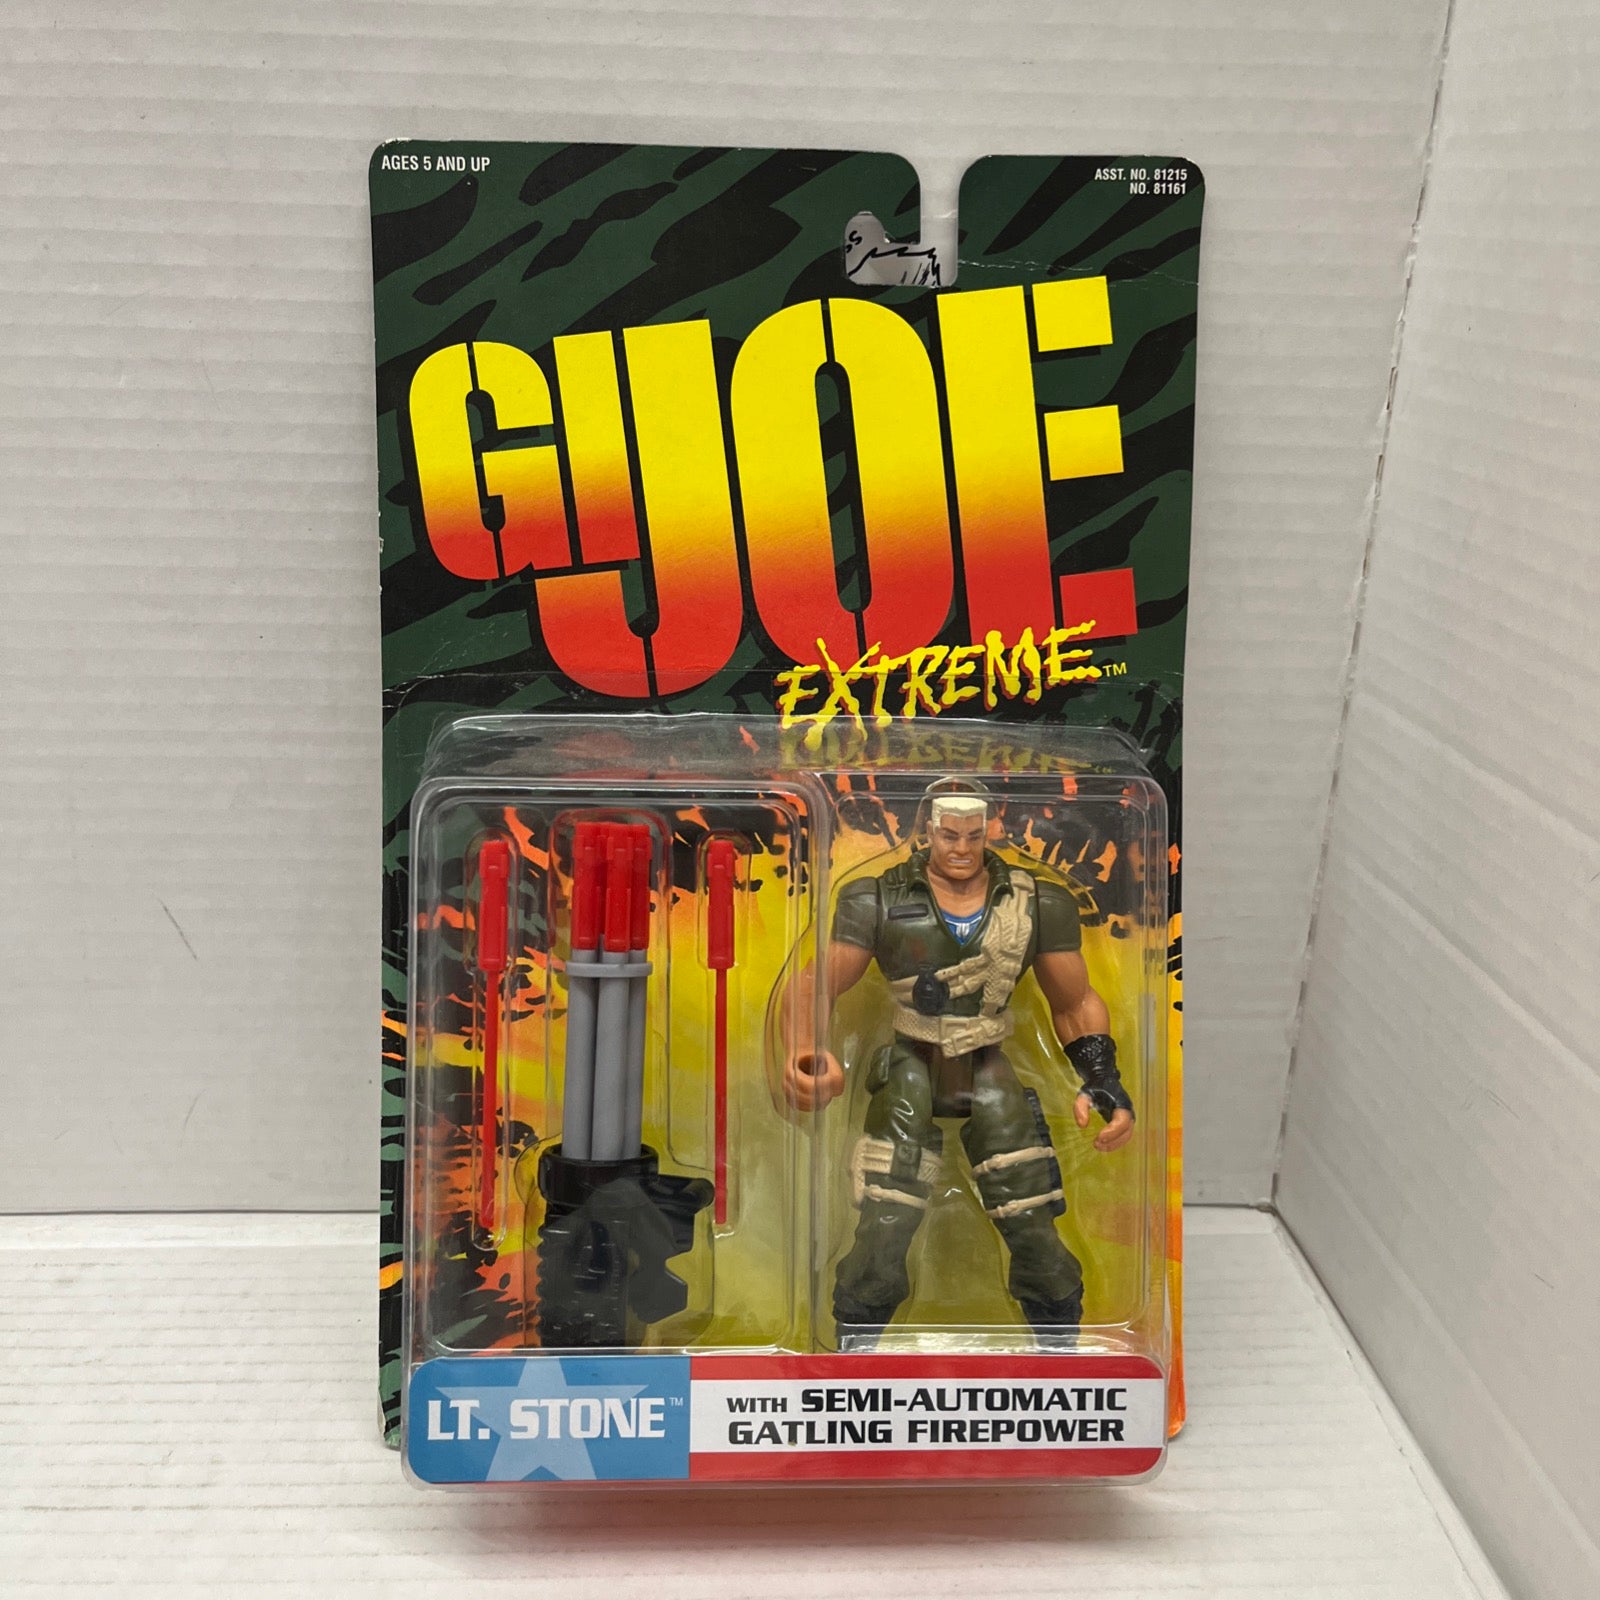 AGES 5 AND UP
ASST. NO. 81215
NO. 81161
GI JOE
EXTREME™
LT. STONE™
WITH SEMI-AUTOMATIC
GATLING FIREPOWER